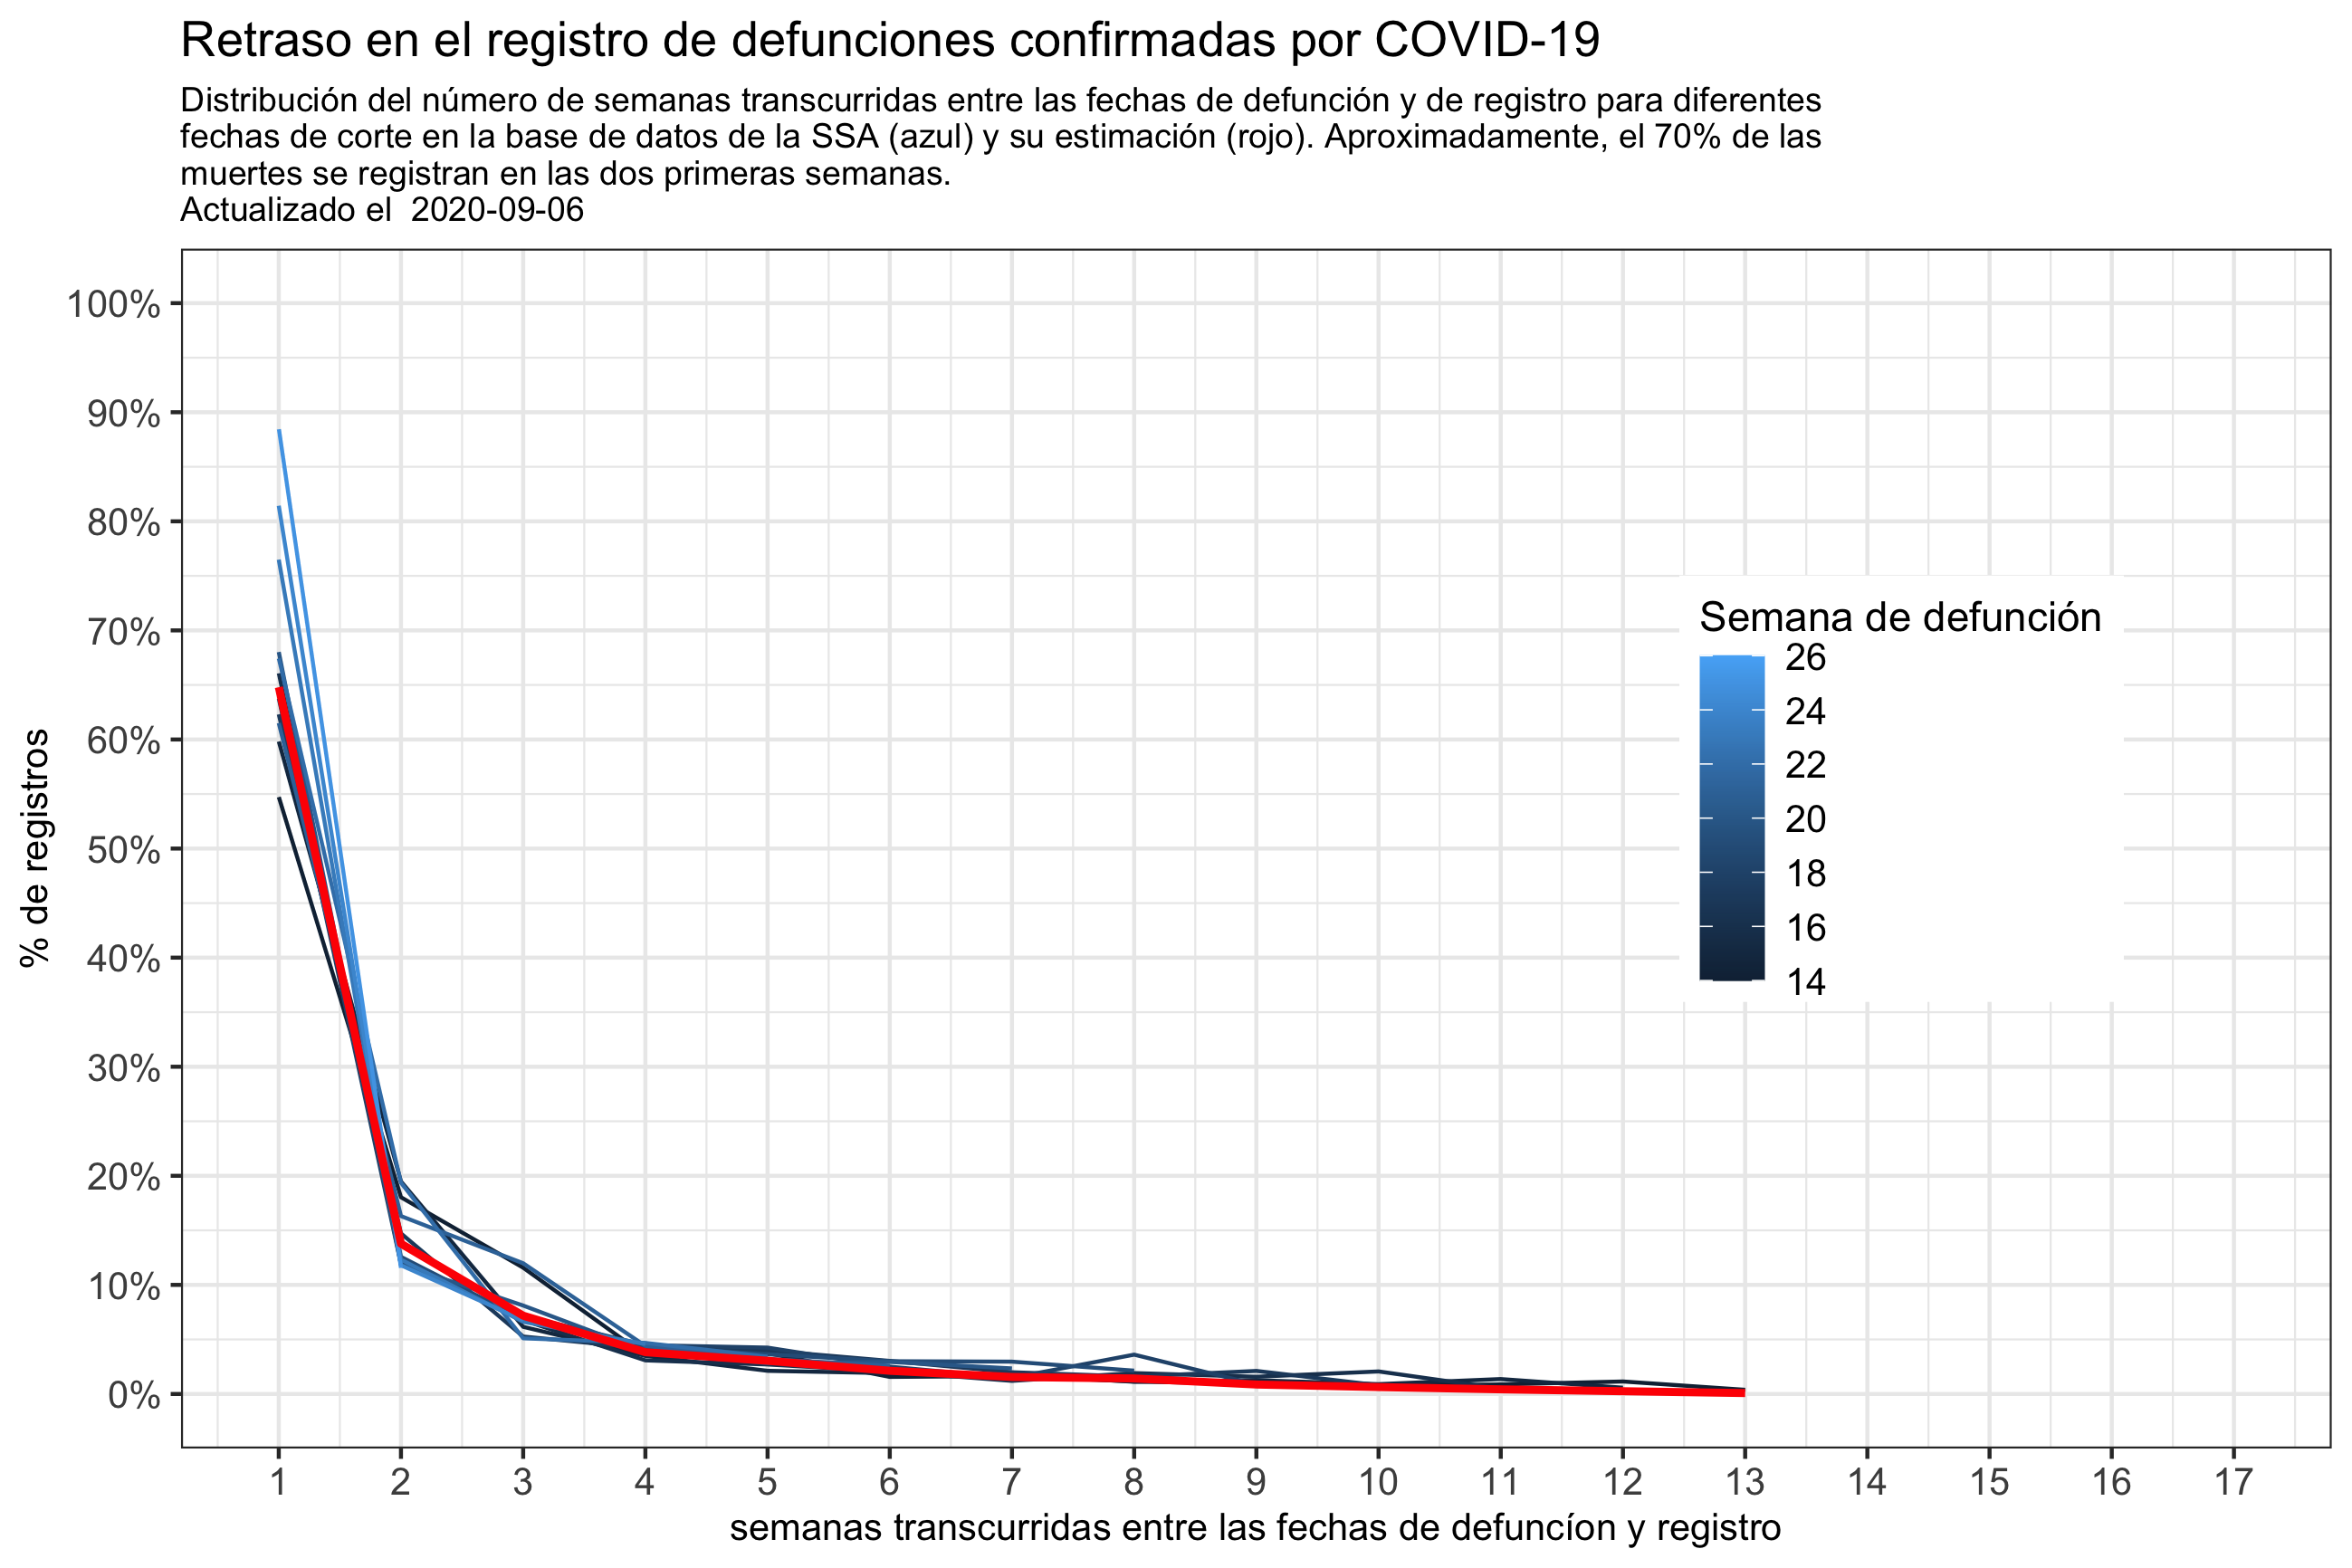 Retraso en el registro de defunciones confirmadas por COVID-19
Distribución del número de semanas transcurridas entre las fechas de defunción y de registro para diferentes
fechas de corte en la base de datos de la SSA (azul) y su estimación (rojo). Aproximadamente, el 70% de las
muertes se registran en las dos primeras semanas.
Actualizado el  2020-09-06
% de registros
100%
90%
80%
70%
60%
50%
40%
30%
20%
10%
0%
Semana de defunción
26
24
22
20
18
16
14
1 2 3 4 5 6 7 8 9 10 11 12 13 14 15 16 17
semanas transcurridas entre las fechas de defuncíon y registro